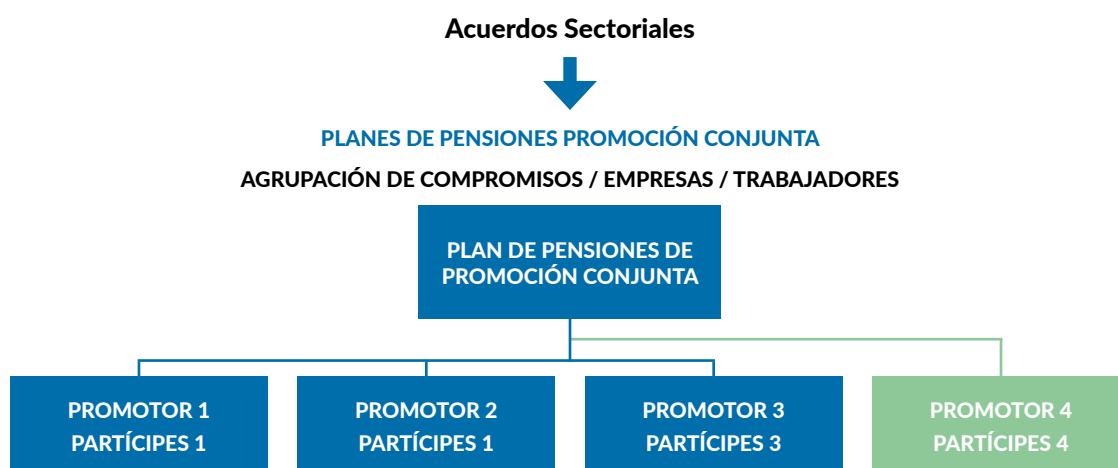 Acuerdos Sectoriales
PLANES DE PENSIONES PROMOCIÓN CONJUNTA
AGRUPACIÓN DE COMPROMISOS / EMPRESAS / TRABAJADORES
PLAN DE PENSIONES DE
PROMOCIÓN CONJUNTA
PROMOTOR 1
PARTÍCIPES 1
PROMOTOR 2
PARTÍCIPES 1
PROMOTOR 3
PARTÍCIPES 3
PROMOTOR 4
PARTÍCIPES 4